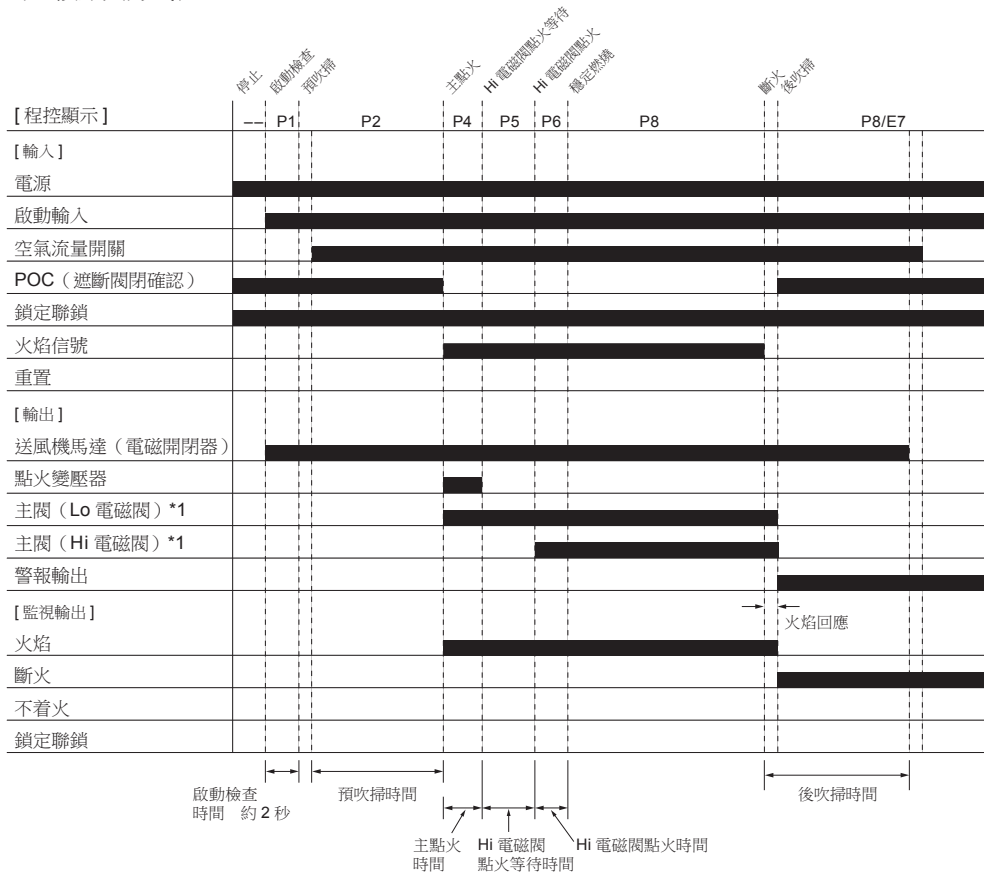 停止 啟動檢查 預吹掃 主點火 Hi 電磁閥點火等待 Hi 電磁閥點火 穩定燃燒 斷火 後吹掃
[ 程控顯示 ] –– P1 P2 P4 P5 P6 P8 P8/E7
[ 輸入 ]
電源
啟動輸入
空氣流量開關
POC（遮斷閥閉確認）
鎖定聯鎖
火焰信號
重置
[ 輸出 ]
送風機馬達（電磁開閉器）
點火變壓器
主閥（Lo 電磁閥）*1
主閥（Hi 電磁閥）*1
警報輸出
[ 監視輸出 ]
火焰回應
火焰
斷火
不着火
鎖定聯鎖
啟動檢查
時間 約 2 秒
預吹掃時間
後吹掃時間
主點火
時間
Hi 電磁閥
點火等待時間
Hi 電磁閥點火時間